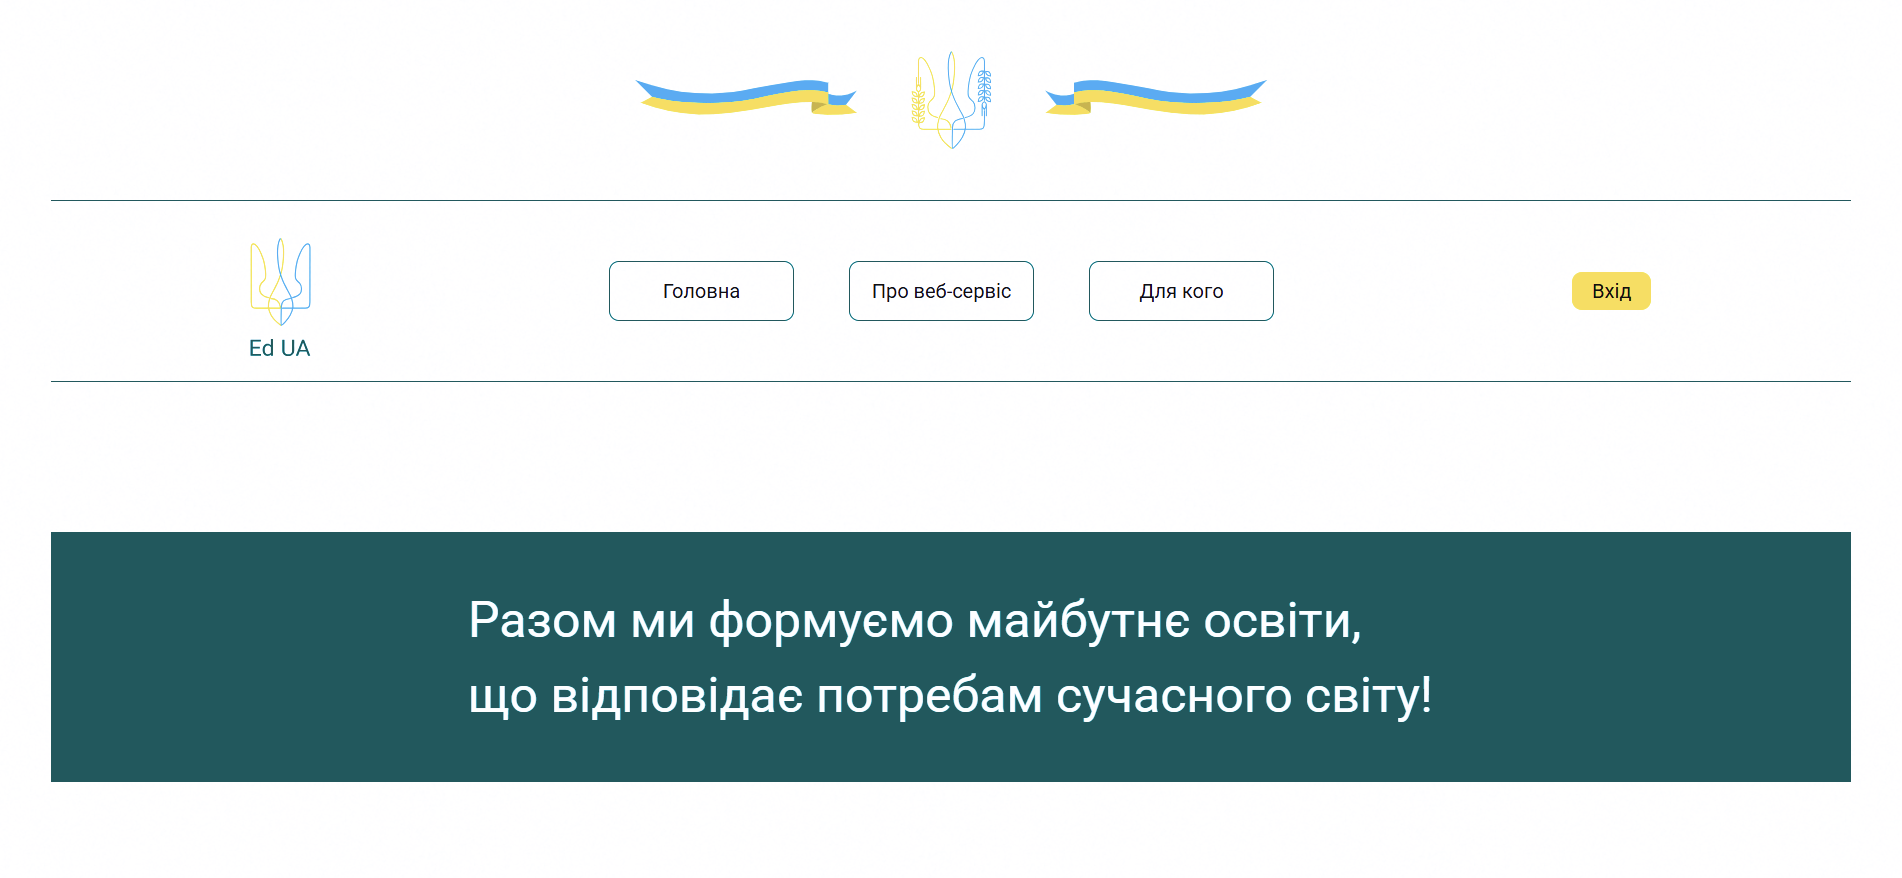 Ed UA
Головна
Про веб-сервіс
Для кого
Вхід
Разом ми формуємо майбутнє освіти,
що відповідає потребам сучасного світу!